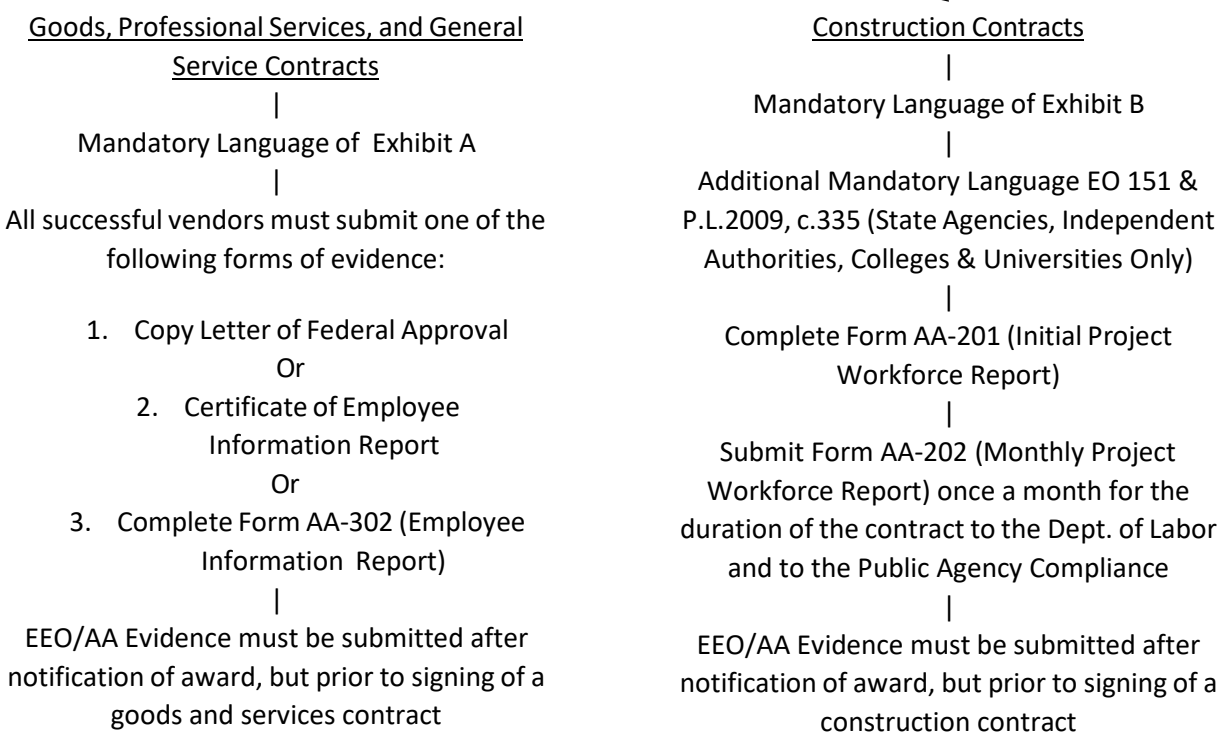 Goods, Professional Services, and General
Service Contracts
|
Mandatory Language of Exhibit A
|
All successful vendors must submit one of the
following forms of evidence:
1. Copy Letter of Federal Approval
Or
2. Certificate of Employee
Information Report
Or
3. Complete Form AA-302 (Employee
Information Report)
|
EEO/AA Evidence must be submitted after
notification of award, but prior to signing of a
goods and services contract
Construction Contracts
|
Mandatory Language of Exhibit B
|
Additional Mandatory Language EO 151 &
P.L.2009, c.335 (State Agencies, Independent
Authorities, Colleges & Universities Only)
|
Complete Form AA-201 (Initial Project
Workforce Report)
|
Submit Form AA-202 (Monthly Project
Workforce Report) once a month for the
duration of the contract to the Dept. of Labor
and to the Public Agency Compliance
|
EEO/AA Evidence must be submitted after
notification of award, but prior to signing of a
construction contract